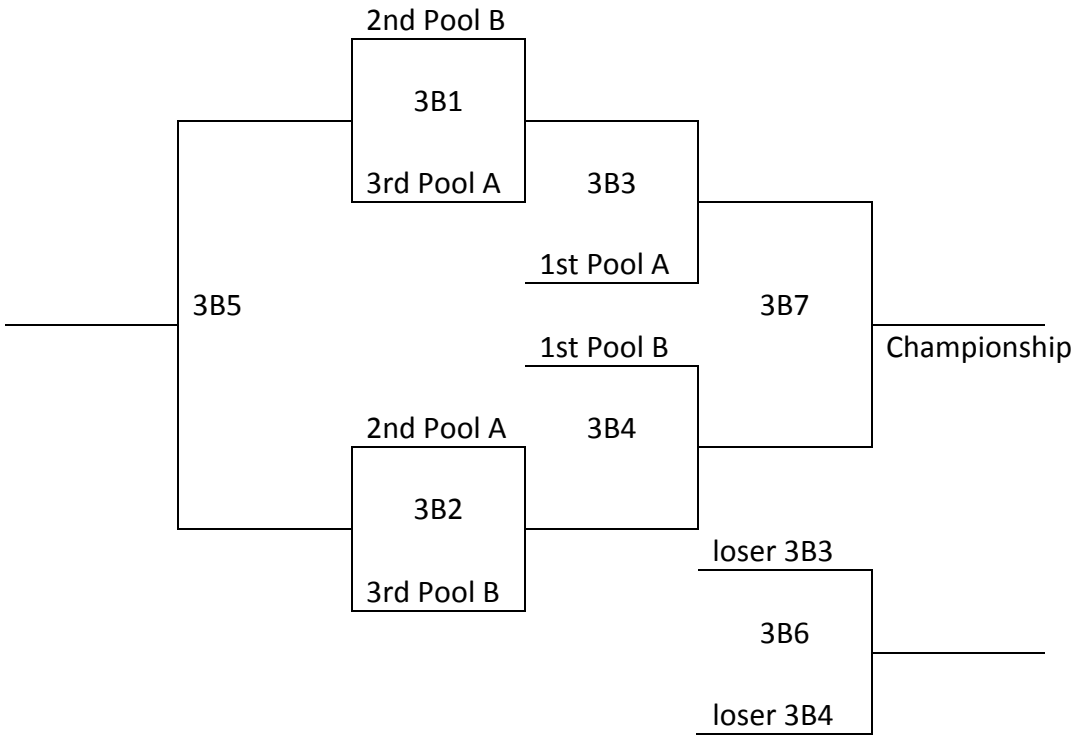 2nd Pool B
3B1
3rd Pool A
3B3
1st Pool A
3B5
3B7
1st Pool B
Championship
2nd Pool A
3B4
3B2
loser 3B3
3rd Pool B
3B6
loser 3B4